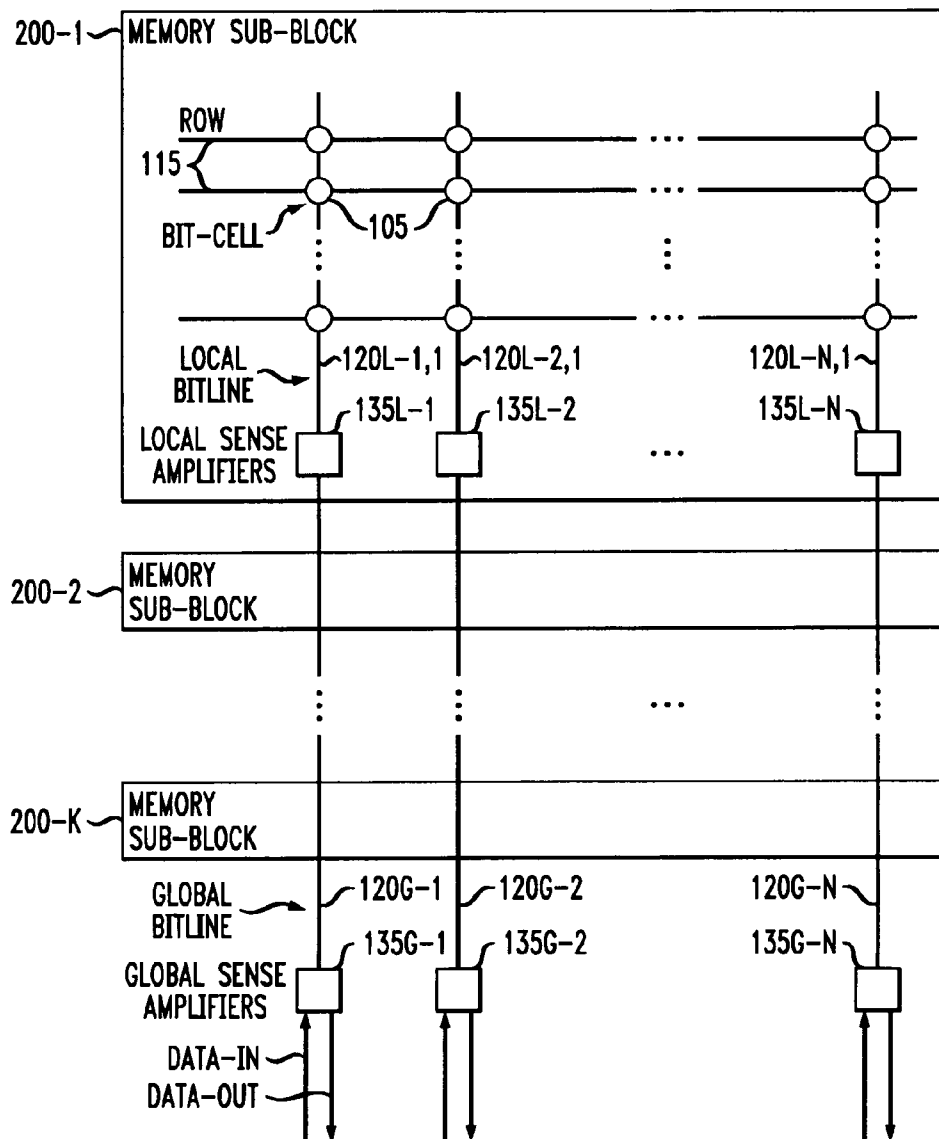 200-1
MEMORY SUB-BLOCK
ROW
115
BIT-CELL
105
LOCAL
BITLINE
120L-1,1
120L-2,1
120L-N,1
135L-1
135L-2
135L-N
LOCAL SENSE
AMPLIFIERS
200-2
MEMORY
SUB-BLOCK
200-K
MEMORY
SUB-BLOCK
GLOBAL
BITLINE
120G-1
120G-2
120G-N
135G-1
135G-2
135G-N
GLOBAL SENSE
AMPLIFIERS
DATA-IN
DATA-OUT